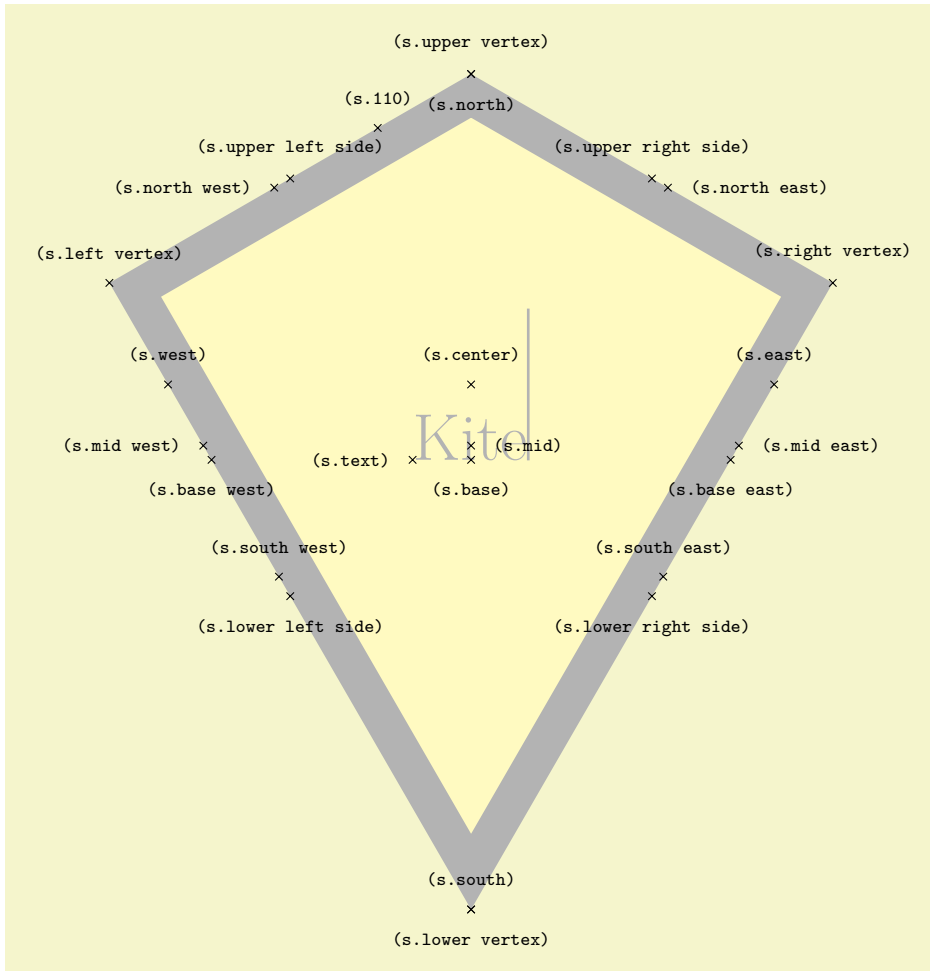 (s.upper vertex)
(s.110)
(s.north)
(s.upper left side)
(s.upper right side)
(s.north west)
(s.north east)
(s.left vertex)
(s.right vertex)
(s.west)
(s.center)
(s.east)
Kite
(s.mid west)
(s.mid)
(s.mid east)
(s.text)
(s.base west)
(s.base)
(s.base east)
(s.south west)
(s.south east)
(s.lower left side)
(s.lower right side)
(s.south)
(s.lower vertex)